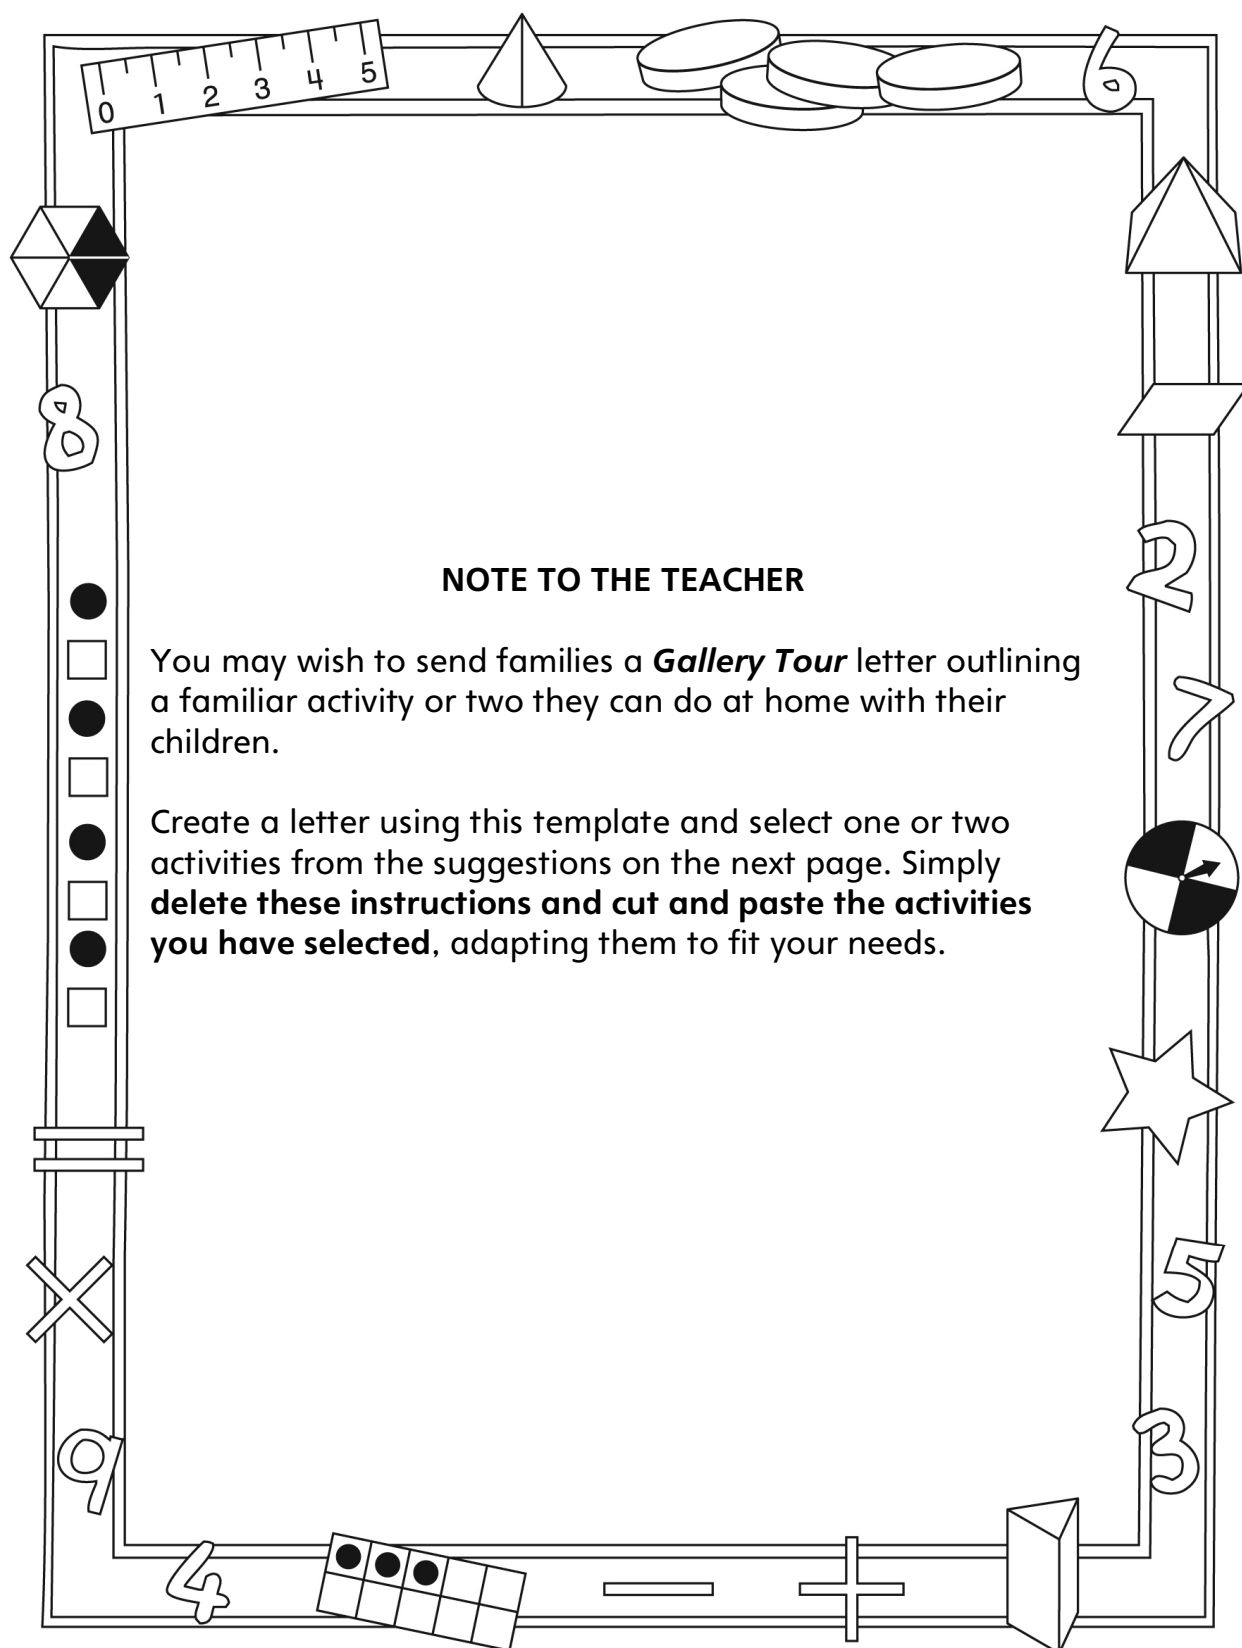 0 1 2 3 4 5
6
8
NOTE TO THE TEACHER
2
You may wish to send families a Gallery Tour letter outlining
a familiar activity or two they can do at home with their
children.
7
Create a letter using this template and select one or two
activities from the suggestions on the next page. Simply
delete these instructions and cut and paste the activities
you have selected, adapting them to fit your needs.
=
×
5
9
3
4
− +